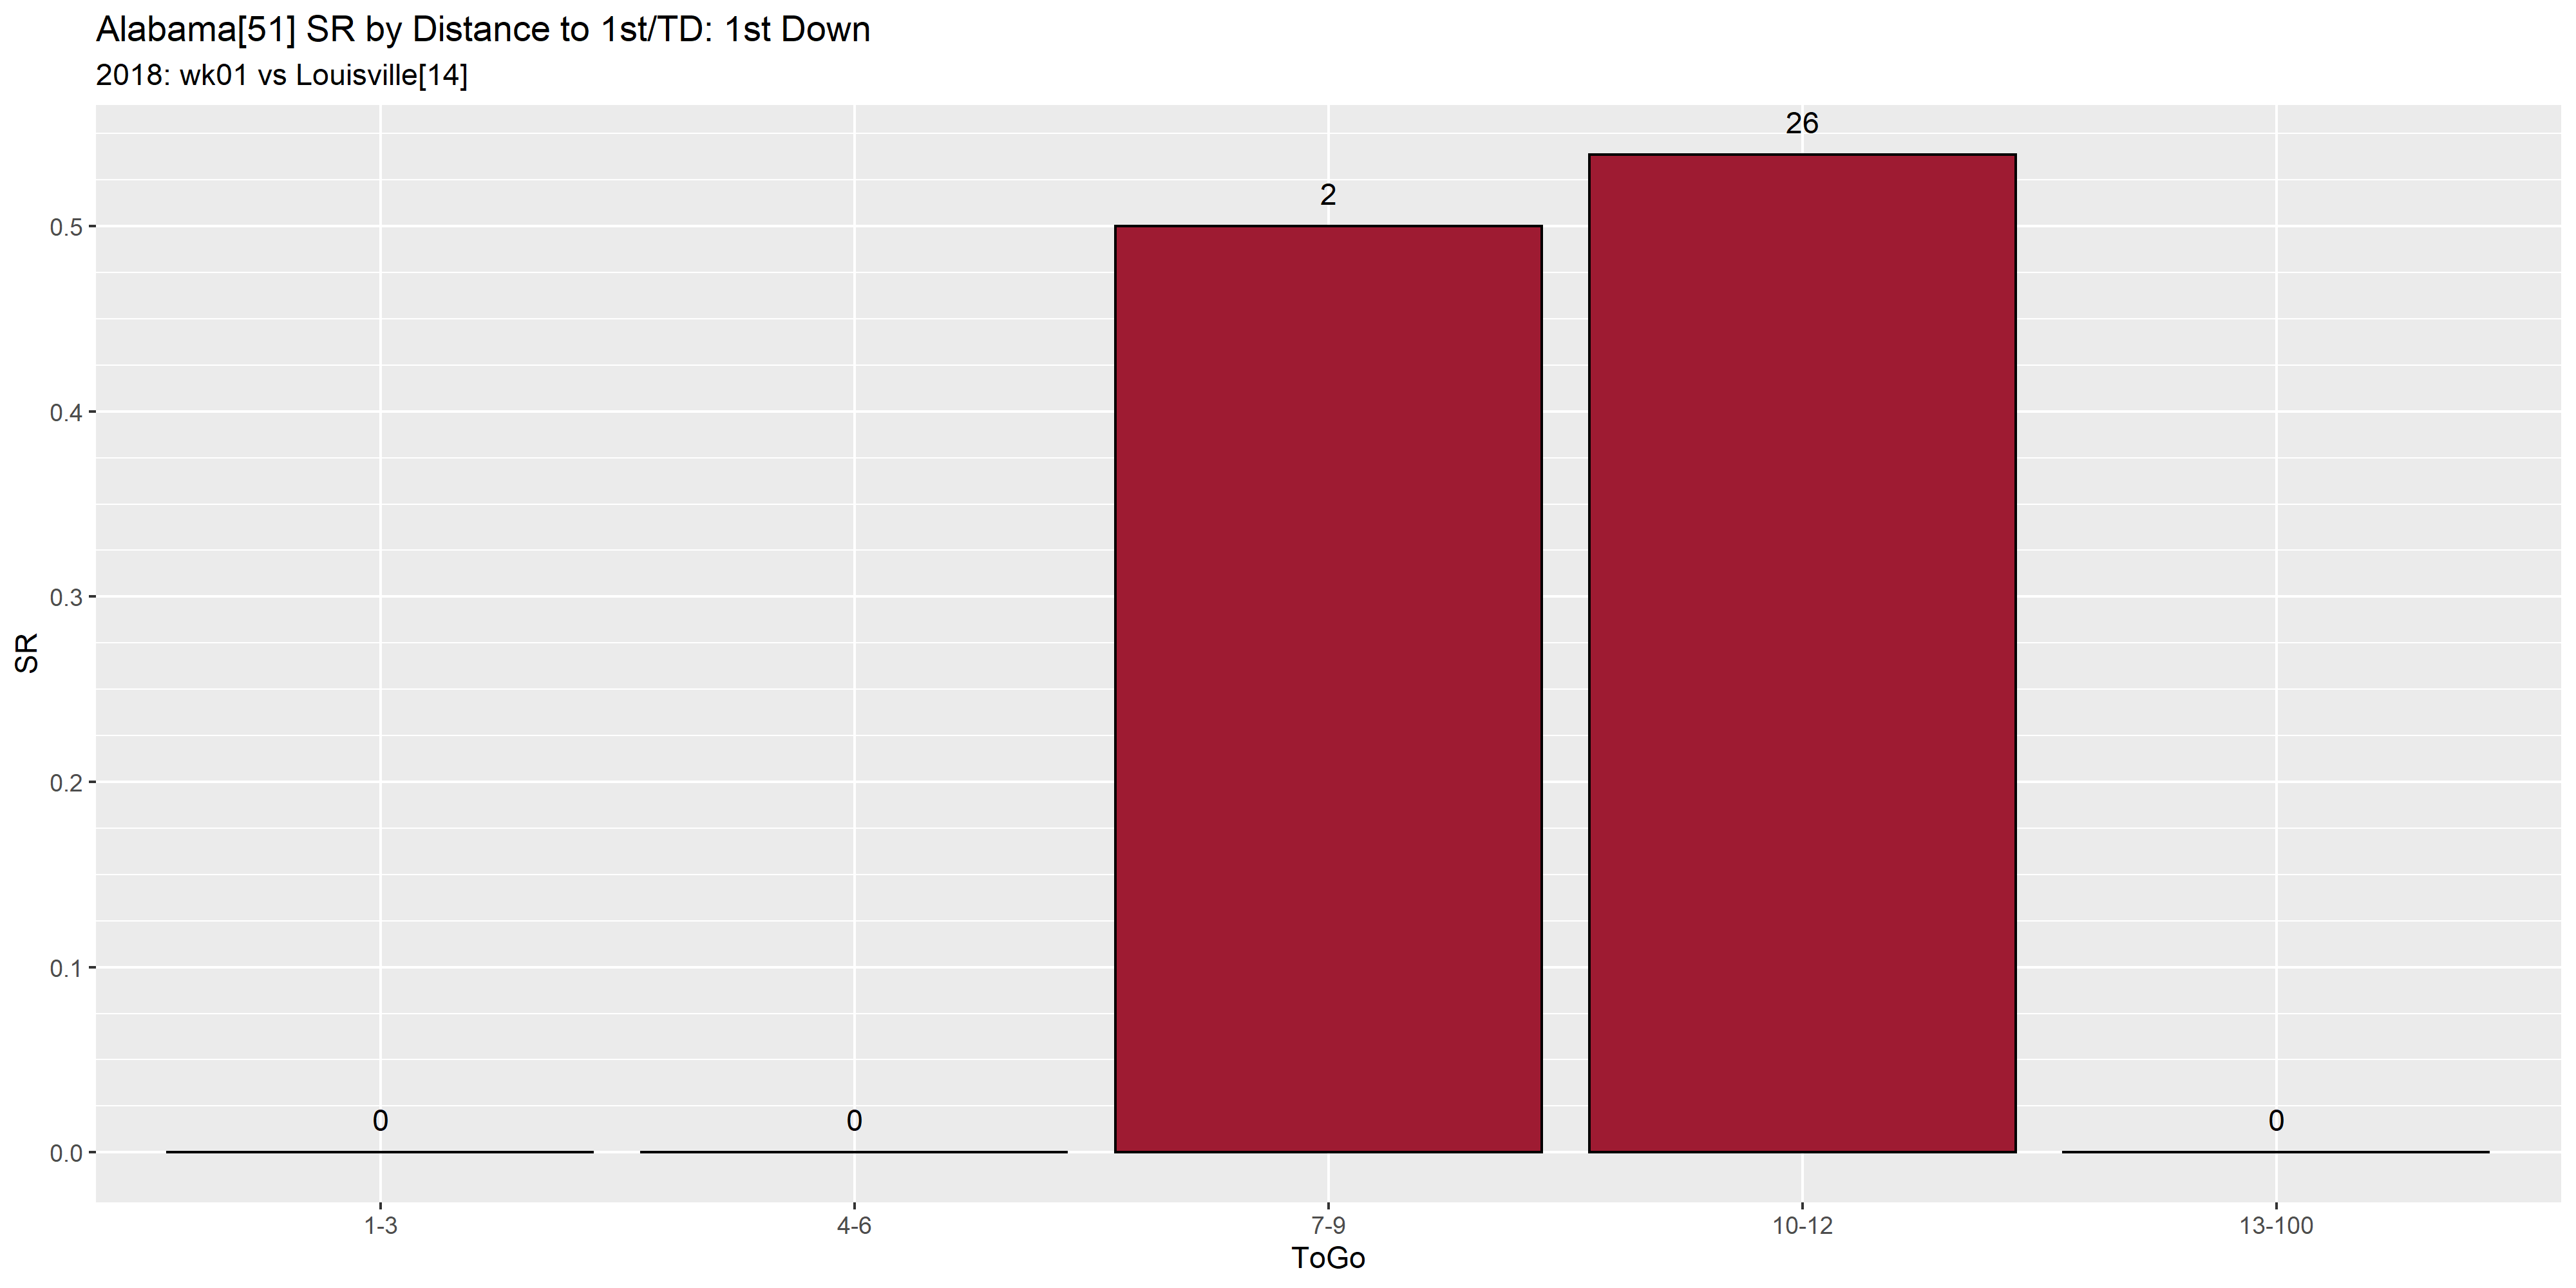 Alabama[51] SR by Distance to 1st/TD: 1st Down
2018: wk01 vs Louisville[14]
26
2
0.5
0.4
0.3
SR
0.2
0.1
0 0 0
0.0
1-3 4-6 7-9 10-12 13-100
ToGo